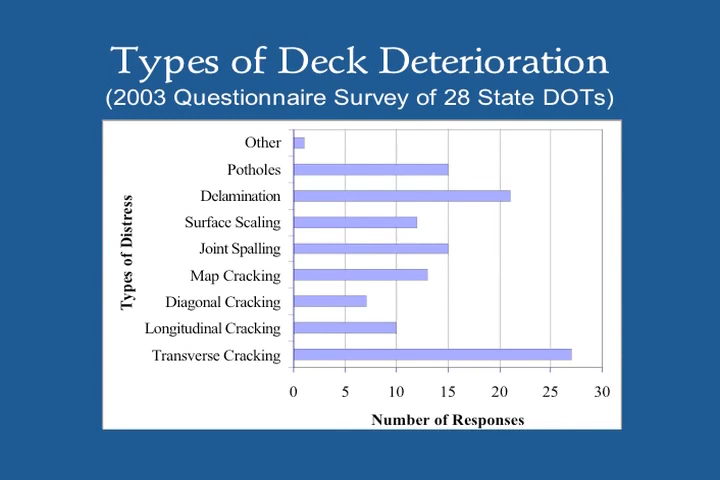 Types of Deck Deterioration
(2003 Questionnaire Survey of 28 State DOTs)
Types of Distress
Other
Potholes
Delamination
Surface Scaling
Joint Spalling
Map Cracking
Diagonal Cracking
Longitudinal Cracking
Transverse Cracking
0 5 10 15 20 25 30
Number of Responses